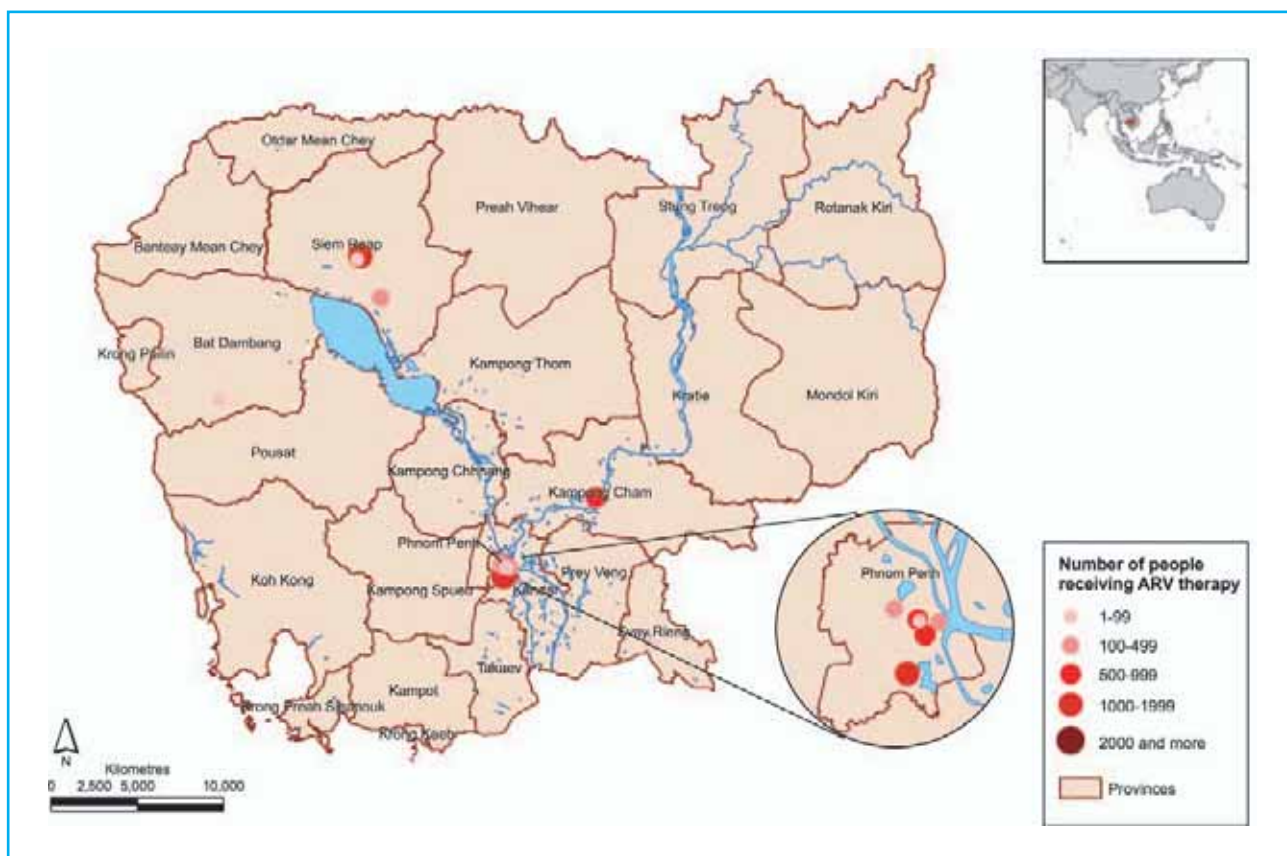 Otdar Mean Chey
Preah Vihear
Stung Treng
Rotanak Kiri
Banteay Mean Chey
Siem Reap
Bat Dambang
Krong Pailin
Kampong Thom
Kratie
Mondol Kiri
Pousat
Kampong Chhnang
Kampong Cham
Phnom Penh
Koh Kong
Kampong Spueu
Kandal
Prey Veng
Svay Rieng
Takaev
Kampot
Krong Preah Sihanouk
Krong Kaeb
Phnom Penh
N
Kilometres
0 2,500 5,000 10,000
Number of people
receiving ARV therapy
1-99
100-499
500-999
1000-1999
2000 and more
Provinces